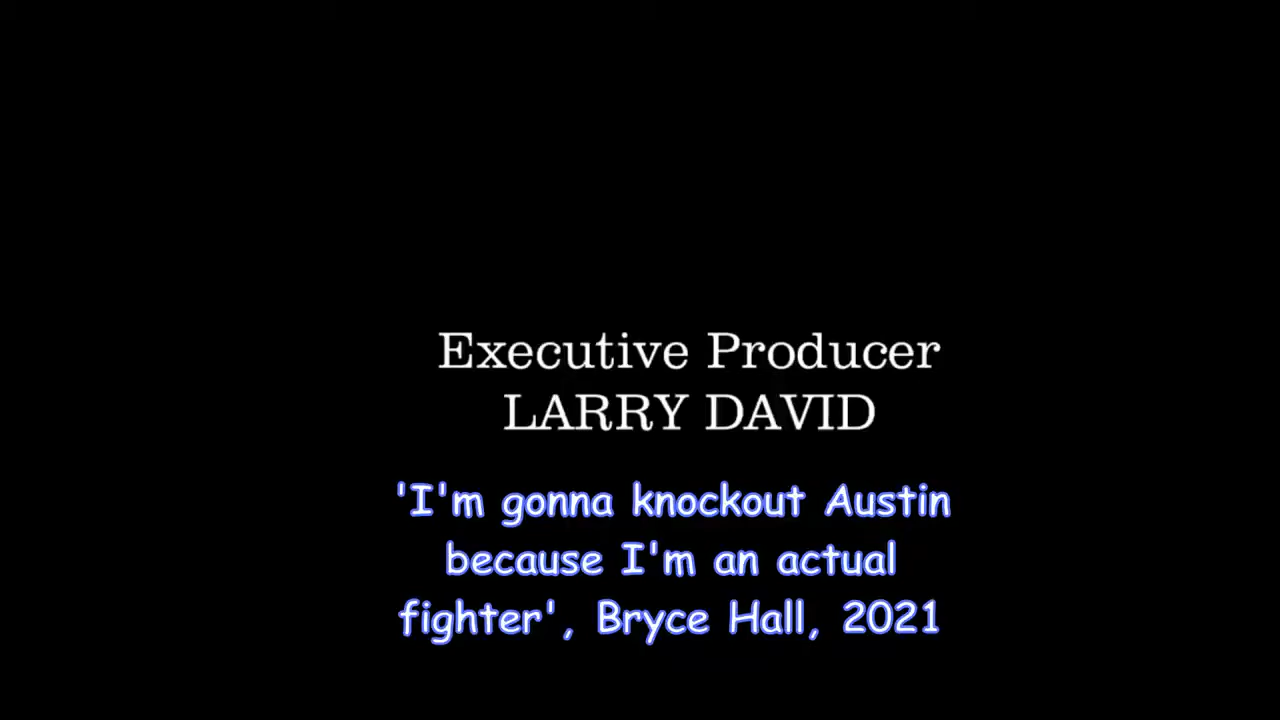 Executive Producer
LARRY DAVID
'I'm gonna knockout Austin
because I'm an actual
fighter', Bryce Hall, 2021